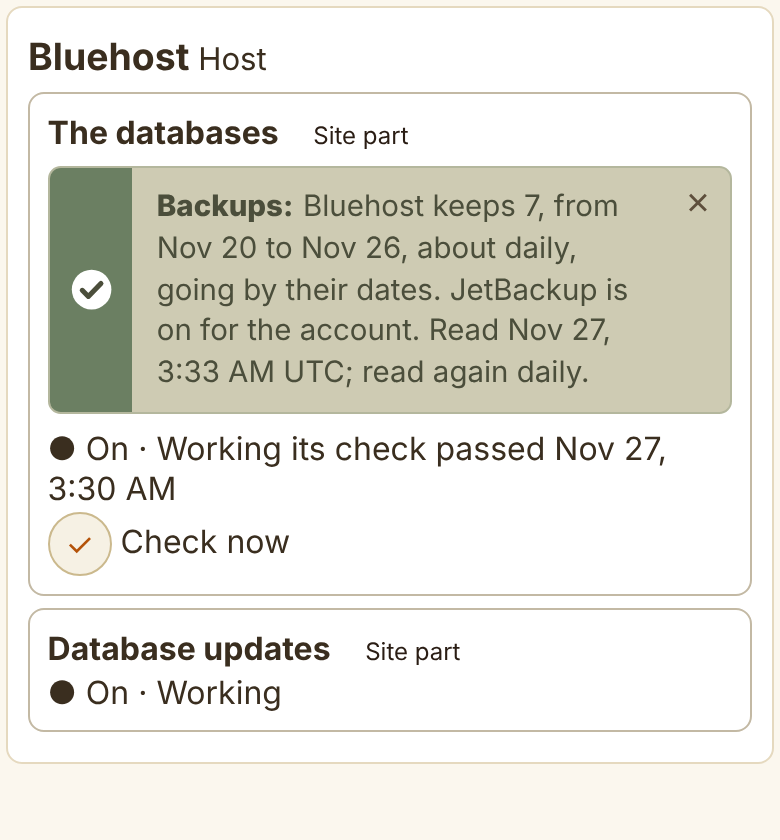 Bluehost Host
The databases Site part
Backups: Bluehost keeps 7, from
Nov 20 to Nov 26, about daily,
going by their dates. JetBackup is
on for the account. Read Nov 27,
3:33 AM UTC; read again daily.
● On · Working its check passed Nov 27,
3:30 AM
Check now
Database updates Site part
● On · Working